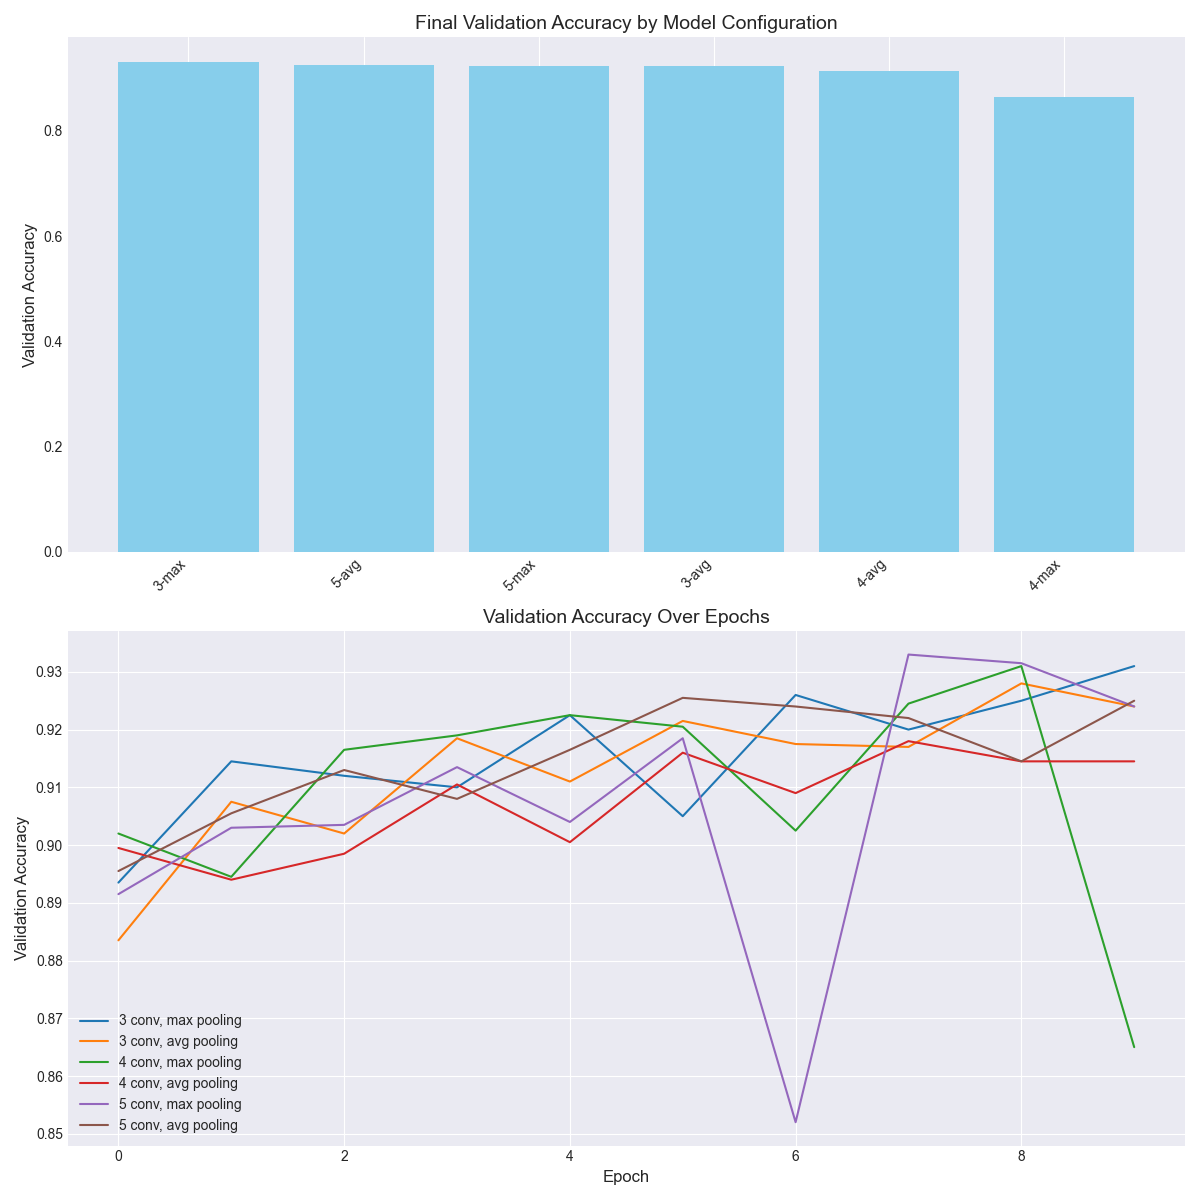 Final Validation Accuracy by Model Configuration
Validation Accuracy
0.8
0.6
0.4
0.2
0.0
3-max
5-avg
5-max
3-avg
4-avg
4-max
Validation Accuracy Over Epochs
Validation Accuracy
0.93
0.92
0.91
0.90
0.89
0.88
0.87
0.86
0.85
3 conv, max pooling
3 conv, avg pooling
4 conv, max pooling
4 conv, avg pooling
5 conv, max pooling
5 conv, avg pooling
0
2
4
6
8
Epoch